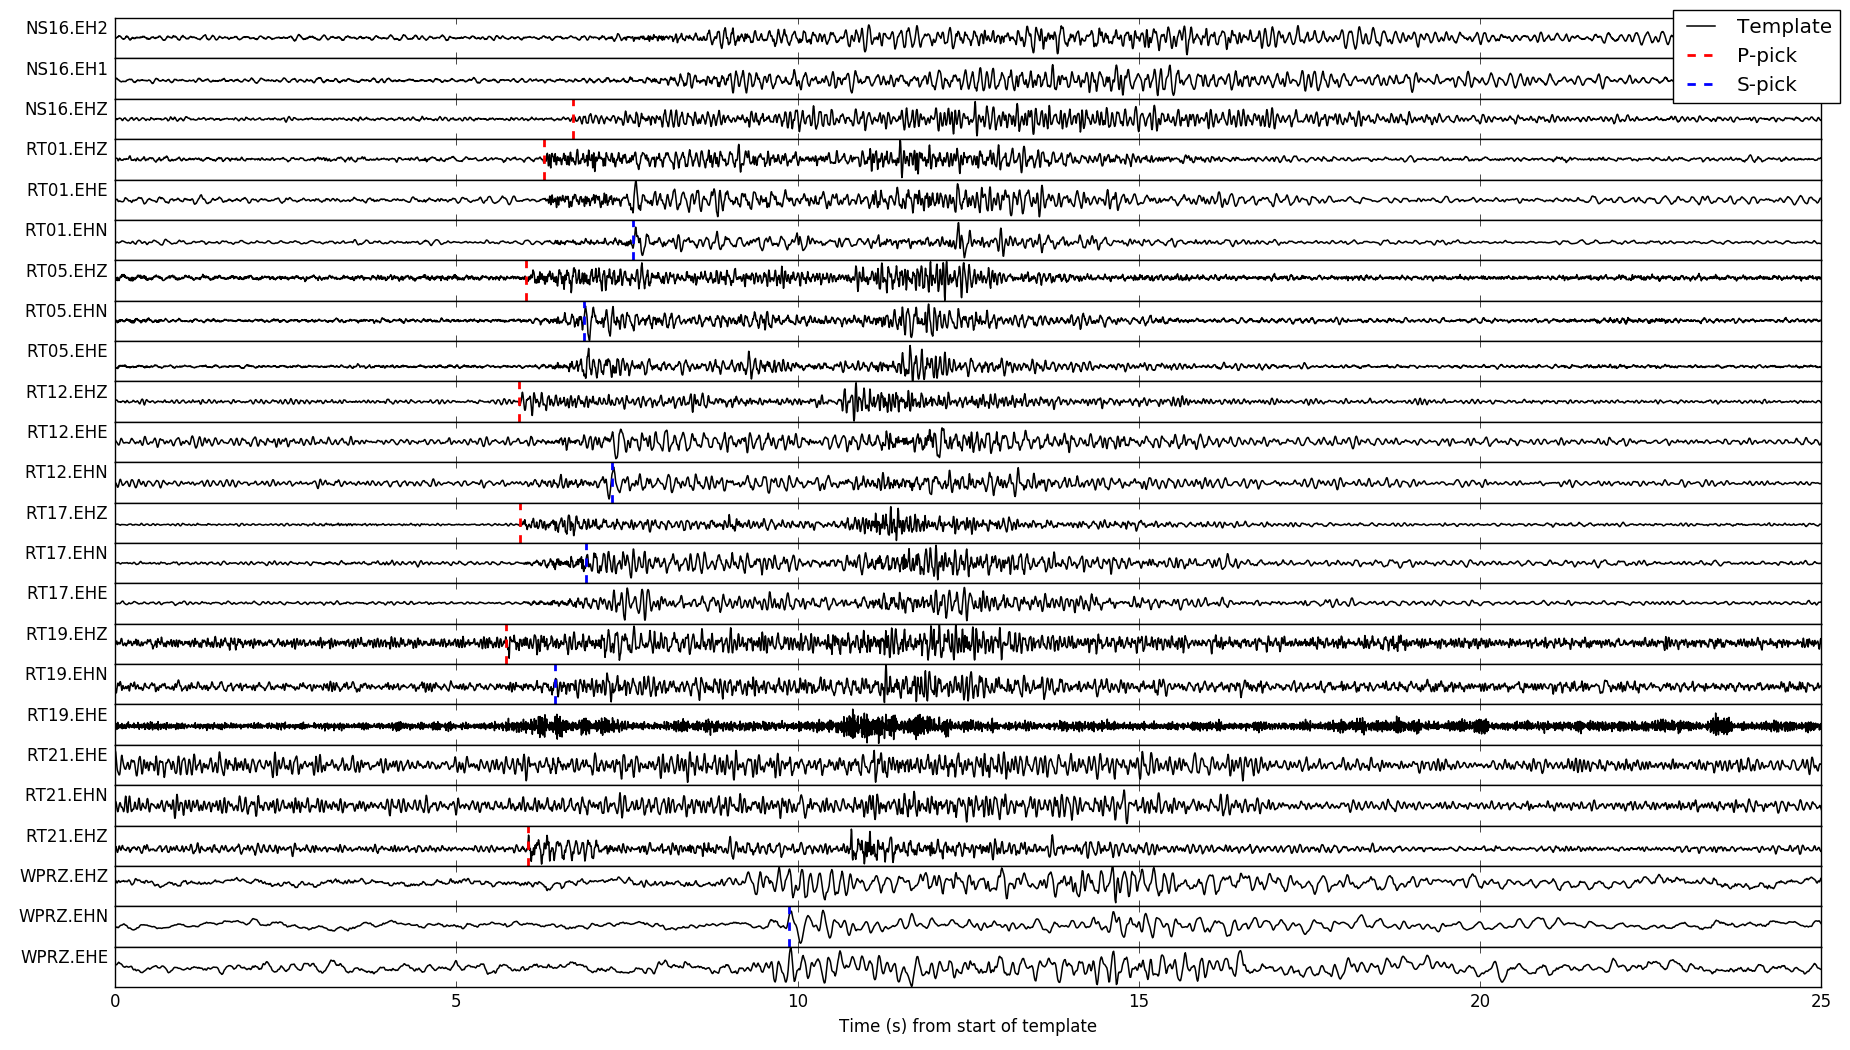 NS16.EH2
NS16.EH1
NS16.EHZ
RT01.EHZ
RT01.EHE
RT01.EHN
RT05.EHZ
RT05.EHN
RT05.EHE
RT12.EHZ
RT12.EHE
RT12.EHN
RT17.EHZ
RT17.EHN
RT17.EHE
RT19.EHZ
RT19.EHN
RT19.EHE
RT21.EHE
RT21.EHN
RT21.EHZ
WPRZ.EHZ
WPRZ.EHN
WPRZ.EHE
Template
P-pick
S-pick
0 5 10 15 20 25
Time (s) from start of template